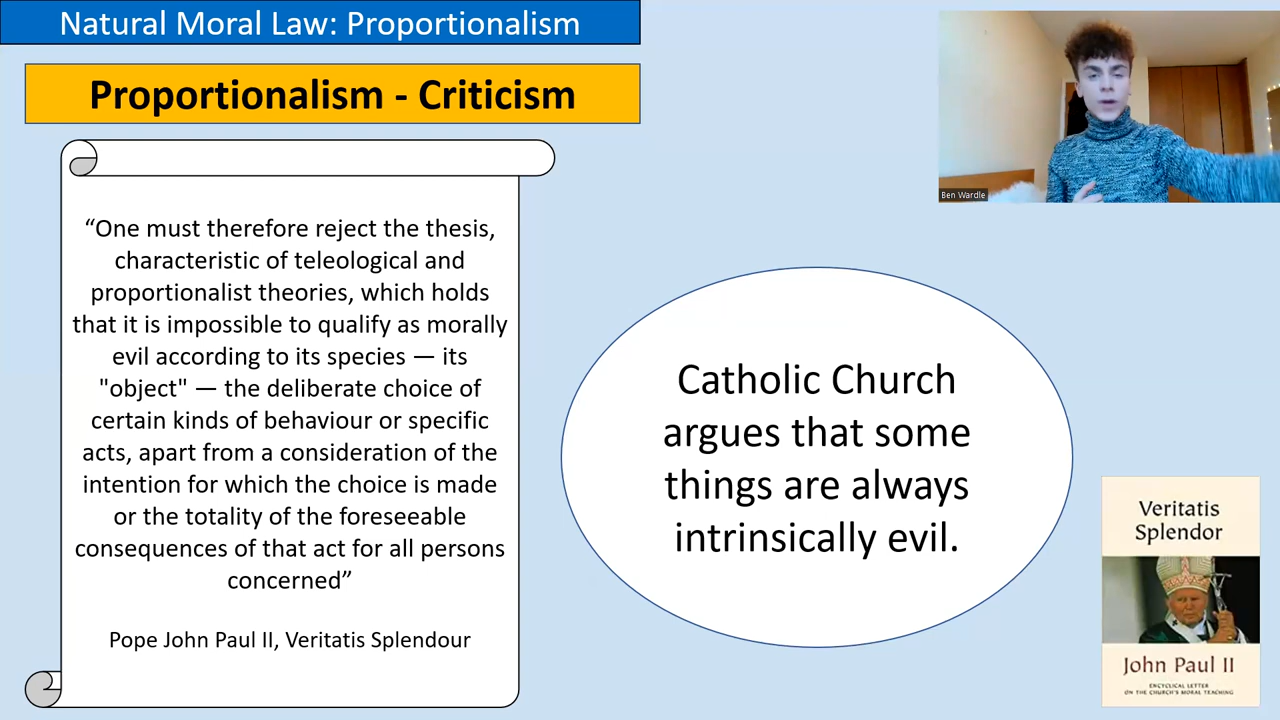 Natural Moral Law: Proportionalism
Proportionalism - Criticism
“One must therefore reject the thesis,
characteristic of teleological and
proportionalist theories, which holds
that it is impossible to qualify as morally
evil according to its species — its
"object" — the deliberate choice of
certain kinds of behaviour or specific
acts, apart from a consideration of the
intention for which the choice is made
or the totality of the foreseeable
consequences of that act for all persons
concerned”
Pope John Paul II, Veritatis Splendour
Catholic Church
argues that some
things are always
intrinsically evil.
Ben Wardle
Veritatis
Splendor
John Paul II
ENCYCLICAL LETTER
ON THE CHURCH'S MORAL TEACHING